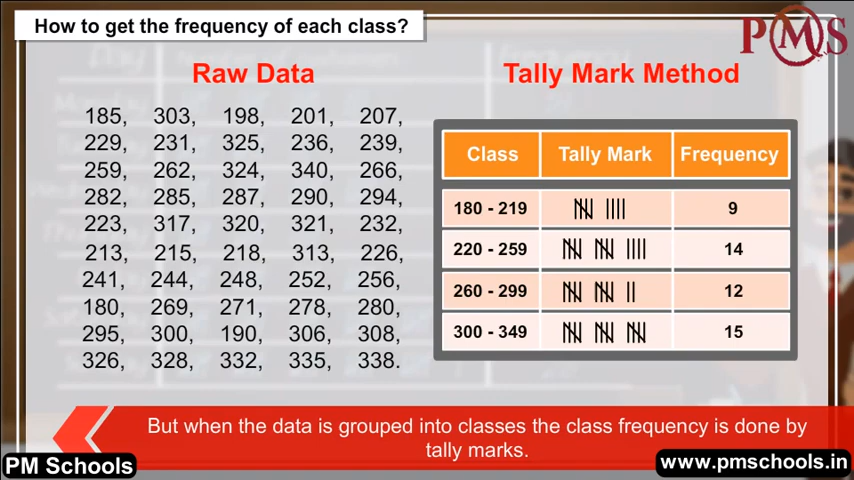 How to get the frequency of each class?
PMS
Raw Data
185, 303, 198, 201, 207,
229, 231, 325, 236, 239,
259, 262, 324, 340, 266,
282, 285, 287, 290, 294,
223, 317, 320, 321, 232,
213, 215, 218, 313, 226,
241, 244, 248, 252, 256,
180, 269, 271, 278, 280,
295, 300, 190, 306, 308,
326, 328, 332, 335, 338.
Tally Mark Method
Class Tally Mark Frequency
180 - 219 9
220 - 259 14
260 - 299 12
300 - 349 15
But when the data is grouped into classes the class frequency is done by
tally marks.
PM Schools
www.pmschools.in